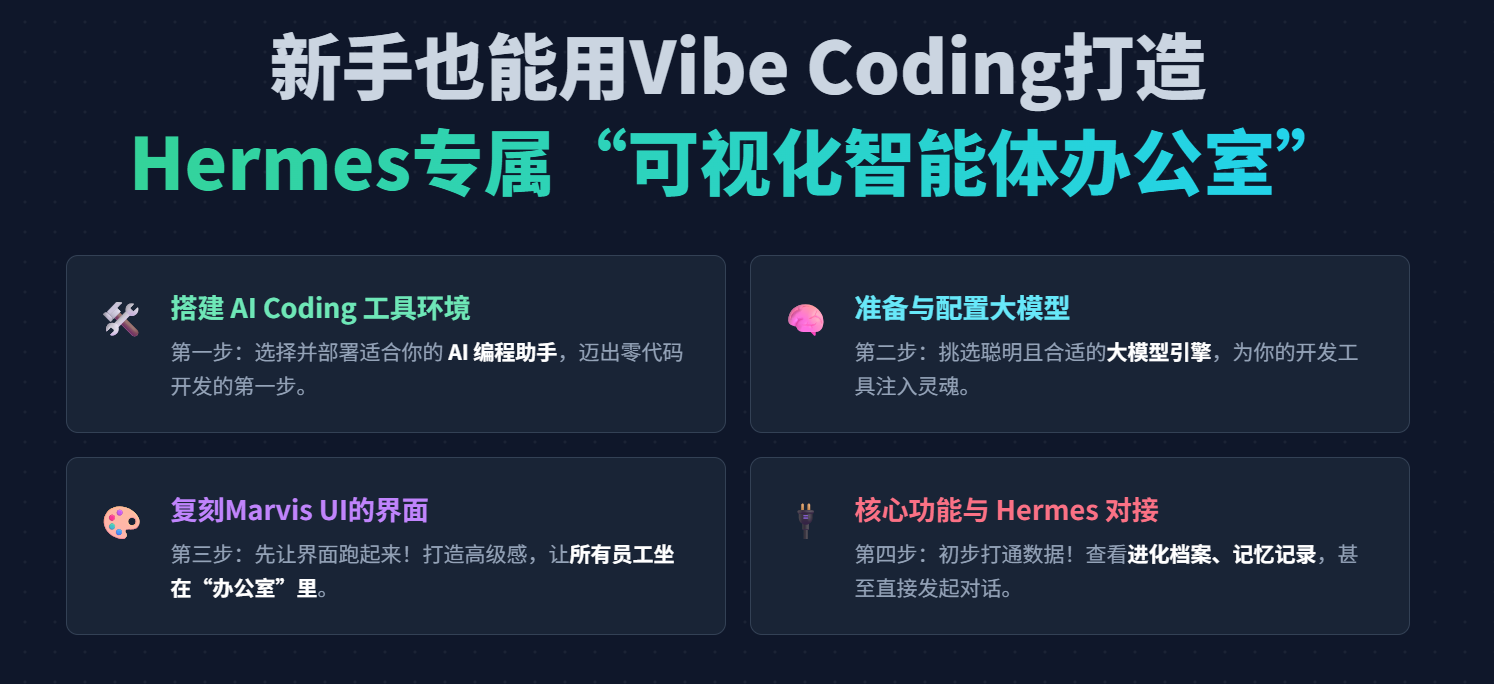 新手也能用Vibe Coding打造
Hermes专属“可视化智能体办公室”
搭建 AI Coding 工具环境
第一步：选择并部署适合你的 AI 编程助手，迈出零代码
开发的第一步。
准备与配置大模型
第二步：挑选聪明且合适的大模型引擎，为你的开发工
具注入灵魂。
复刻Marvis UI的界面
第三步：先让界面跑起来！打造高级感，让所有员工坐
在“办公室”里。
核心功能与 Hermes 对接
第四步：初步打通数据！查看进化档案、记忆记录，甚
至直接发起对话。